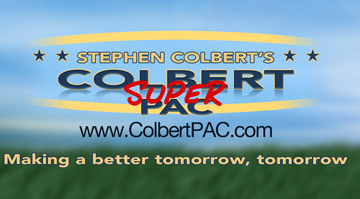 STEPHEN COLBERT'S
COLBERT
SUPER
PAC
www.ColbertPAC.com
Making a better tomorrow, tomorrow